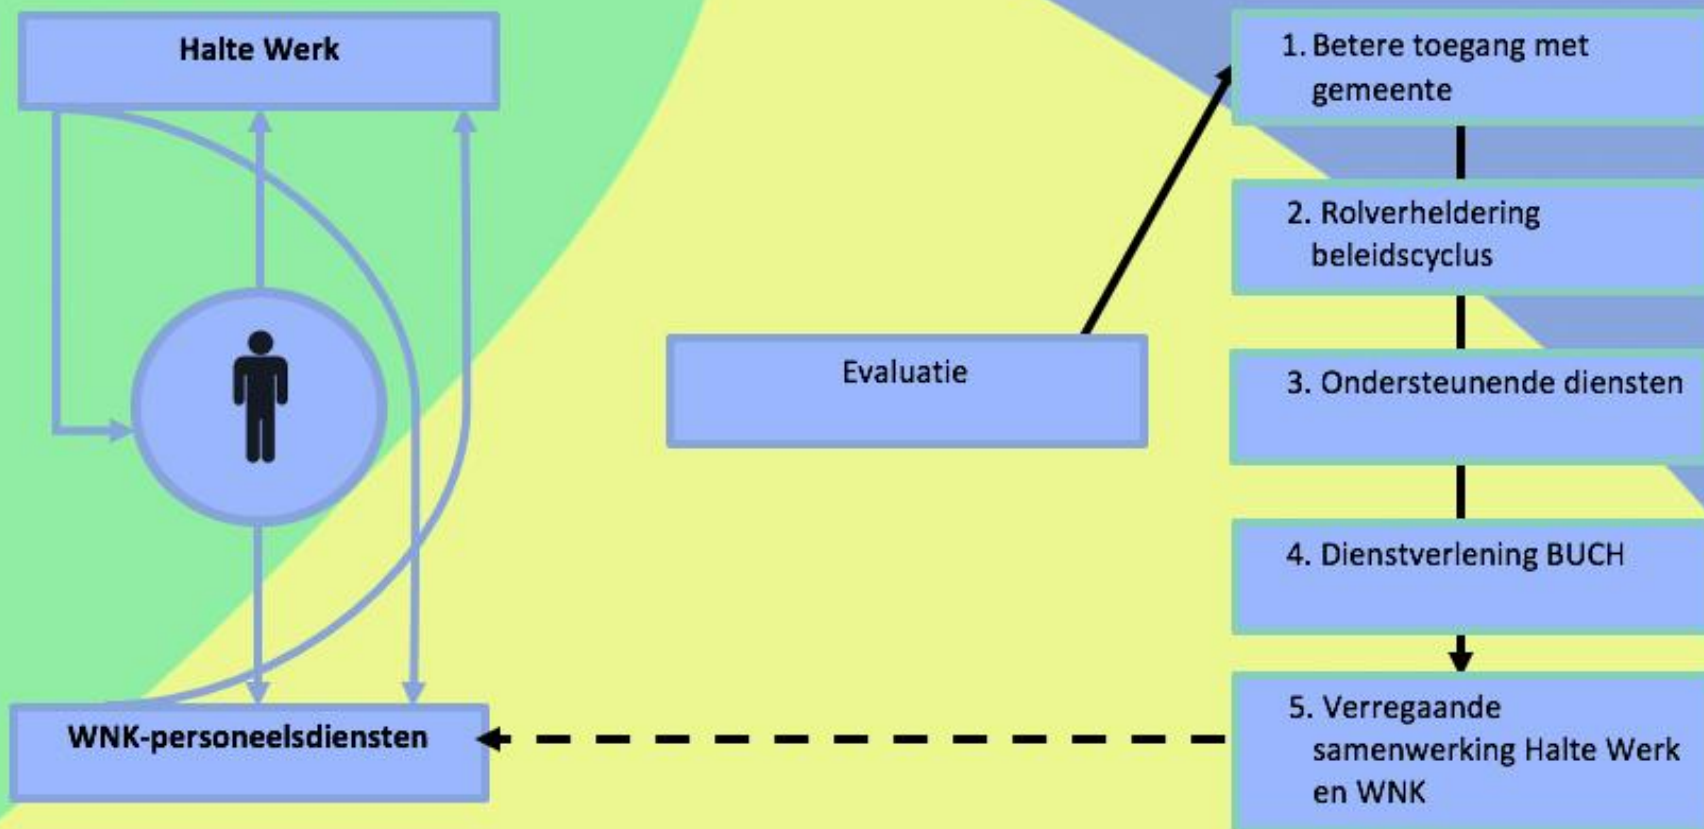 Halte Werk
WNK-personeelsdiensten
Evaluatie
1. Betere toegang met
gemeente
2. Rolverheldering
beleidscyclus
3. Ondersteunende diensten
4. Dienstverlening BUCH
5. Verregaande
samenwerking Halte Werk
en WNK